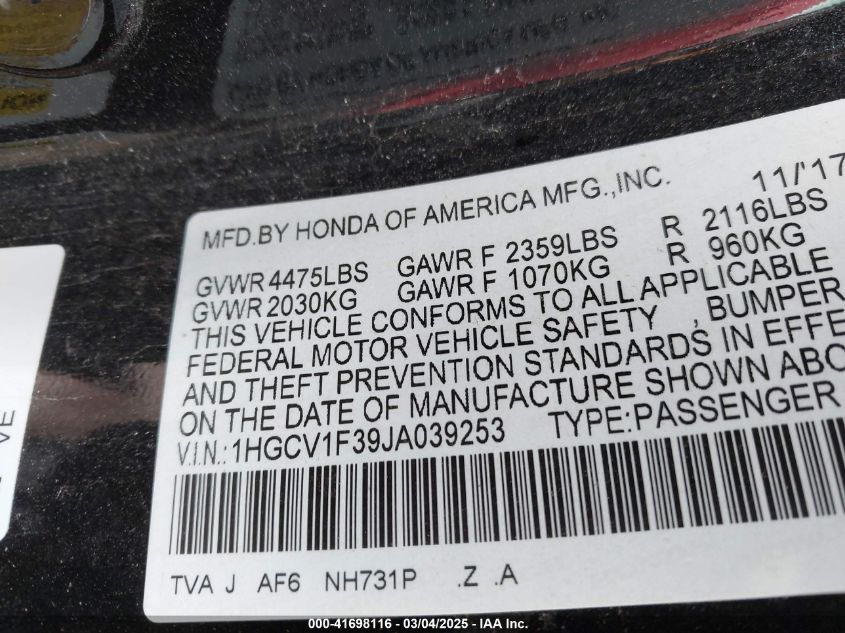 MFD.BY HONDA OF AMERICA MFG.,INC. 11/'17
GVWR 4475LBS GAWR F 2359LBS R 2116LBS
GVWR 2030KG GAWR F 1070KG R 960KG
THIS VEHICLE CONFORMS TO ALL APPLICABLE
FEDERAL MOTOR VEHICLE SAFETY , BUMPER
AND THEFT PREVENTION STANDARDS IN EFFE
ON THE DATE OF MANUFACTURE SHOWN ABO
V.I.N.: 1HGCV1F39JA039253 TYPE:PASSENGER
TVA J AF6 NH731P .Z .A
VE
000-41698116 — 03/04/2025 — IAA Inc.